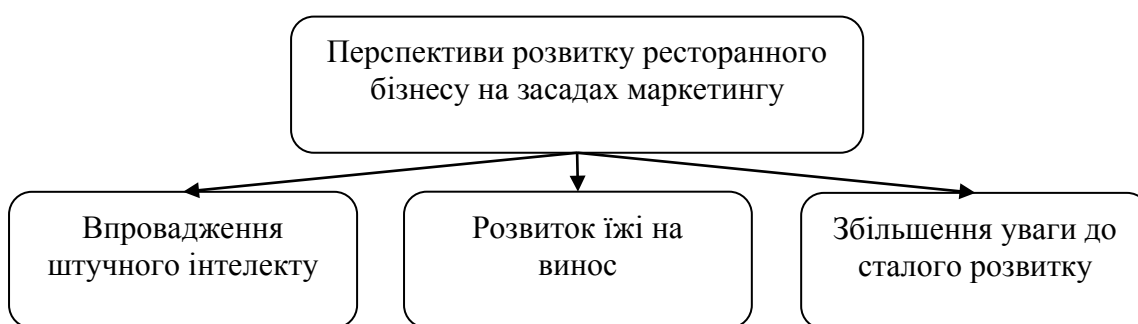 Перспективи розвитку ресторанного
бізнесу на засадах маркетингу
Впровадження
штучного інтелекту
Розвиток їжі на
винос
Збільшення уваги до
сталого розвитку